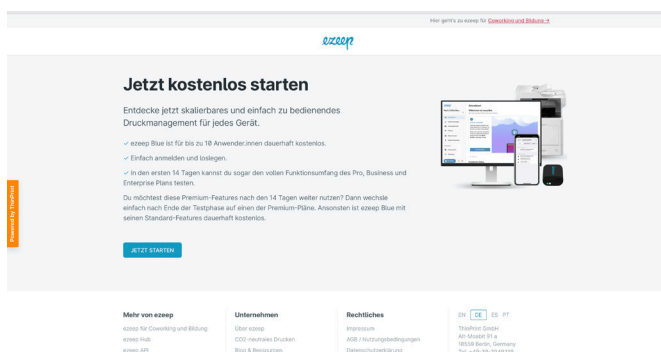 Hier geht's zu ezeep für Coworking und Bildung →
ezeep
Jetzt kostenlos starten
Entdecke jetzt skalierbares und einfach zu bedienendes
Druckmanagement für jedes Gerät.
✓ ezeep Blue ist für bis zu 10 Anwender:innen dauerhaft kostenlos.
✓ Einfach anmelden und loslegen.
✓ In den ersten 14 Tagen kannst du sogar den vollen Funktionsumfang des Pro, Business und
Enterprise Plans testen.
Du möchtest diese Premium-Features nach den 14 Tagen weiter nutzen? Dann wechsle
einfach nach Ende der Testphase auf einen der Premium-Pläne. Ansonsten ist ezeep Blue mit
seinen Standard-Features dauerhaft kostenlos.
JETZT STARTEN
Powered by ThinPrint
Mehr von ezeep
ezeep für Coworking und Bildung
ezeep Hub
ezeep API
Unternehmen
Über ezeep
CO2-neutrales Drucken
Blog & Ressourcen
Rechtliches
Impressum
AGB / Nutzungsbedingungen
Datenschutzerklärung
EN DE ES PT
ThinPrint GmbH
Alt-Moabit 91 a
10559 Berlin, Germany